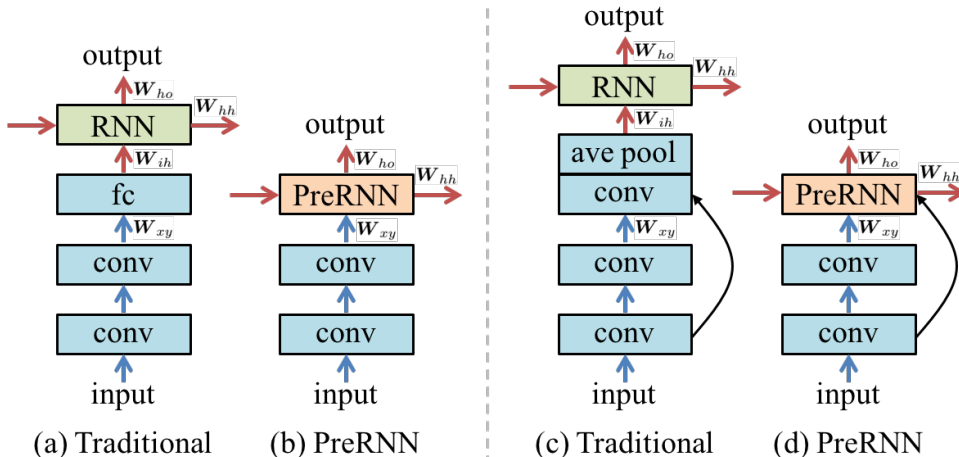 output
W_ho
RNN
W_hh
W_ih
fc
W_xy
conv
conv
input
(a) Traditional
output
W_ho
PreRNN
W_hh
W_xy
conv
conv
input
(b) PreRNN
output
W_ho
RNN
W_hh
W_ih
ave pool
conv
W_xy
conv
conv
input
(c) Traditional
output
W_ho
PreRNN
W_hh
W_xy
conv
conv
input
(d) PreRNN